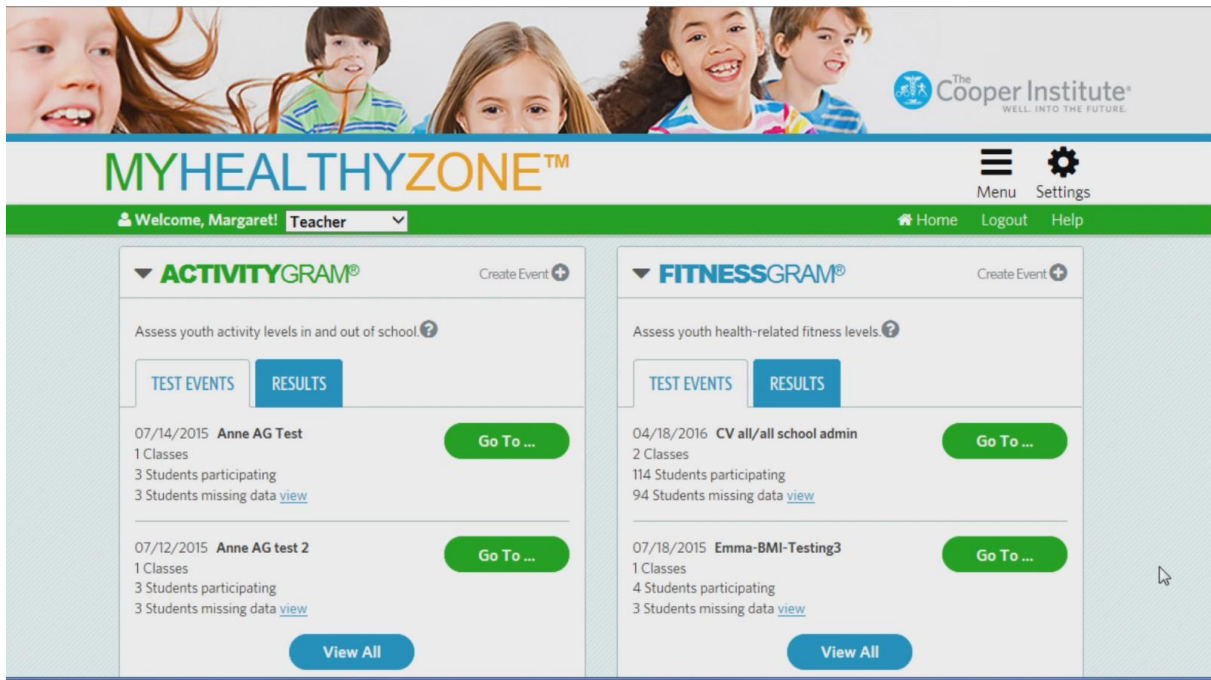 The
Cooper Institute®
WELL. INTO THE FUTURE.
MYHEALTHYZONE™
Menu Settings
Welcome, Margaret! Teacher
Home Logout Help
ACTIVITYGRAM® Create Event
Assess youth activity levels in and out of school.
TEST EVENTS RESULTS
07/14/2015 Anne AG Test
1 Classes
3 Students participating
3 Students missing data view
Go To ...
07/12/2015 Anne AG test 2
1 Classes
3 Students participating
3 Students missing data view
Go To ...
View All
FITNESSGRAM® Create Event
Assess youth health-related fitness levels.
TEST EVENTS RESULTS
04/18/2016 CV all/all school admin
2 Classes
114 Students participating
94 Students missing data view
Go To ...
07/18/2015 Emma-BMI-Testing3
1 Classes
4 Students participating
3 Students missing data view
Go To ...
View All